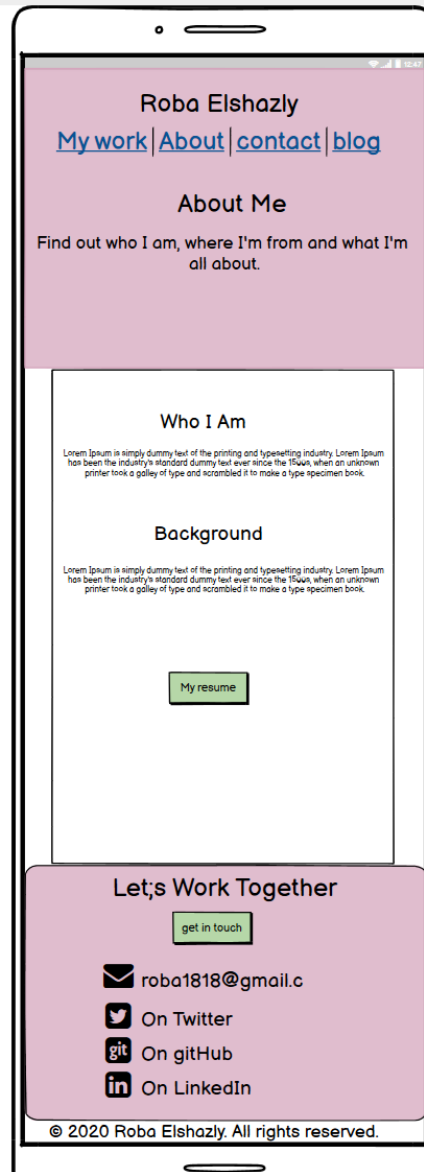 12:47
Roba Elshazly
My work | About | contact | blog
About Me
Find out who I am, where I'm from and what I'm
all about.
Who I Am
Lorem Ipsum is simply dummy text of the printing and typesetting industry. Lorem Ipsum
has been the industry's standard dummy text ever since the when an unknown
printer took a galley of type and scrambled it to make a type specimen book.
Background
Lorem Ipsum is simply dummy text of the printing and typesetting industry. Lorem Ipsum
has been the industry's standard dummy text ever since the when an unknown
printer took a galley of type and scrambled it to make a type specimen book.
My resume
Let;s Work Together
get in touch
roba1818@gmail.c
On Twitter
git On gitHub
in On LinkedIn
© 2020 Roba Elshazly. All rights reserved.